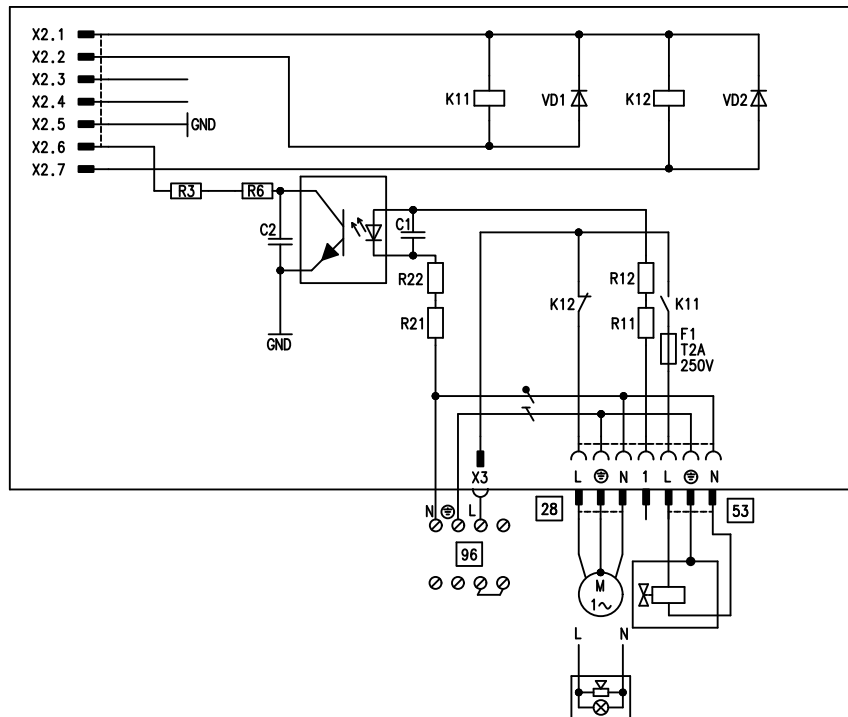 X2.1
X2.2
X2.3
X2.4
X2.5
X2.6
X2.7
GND
K11
VD1
K12
VD2
R3
R6
C2
C1
R22
R21
GND
K12
R12
R11
K11
F1
T2A
250V
X3
L
N
1
L
N
N
L
28
53
96
M
1~
L
N